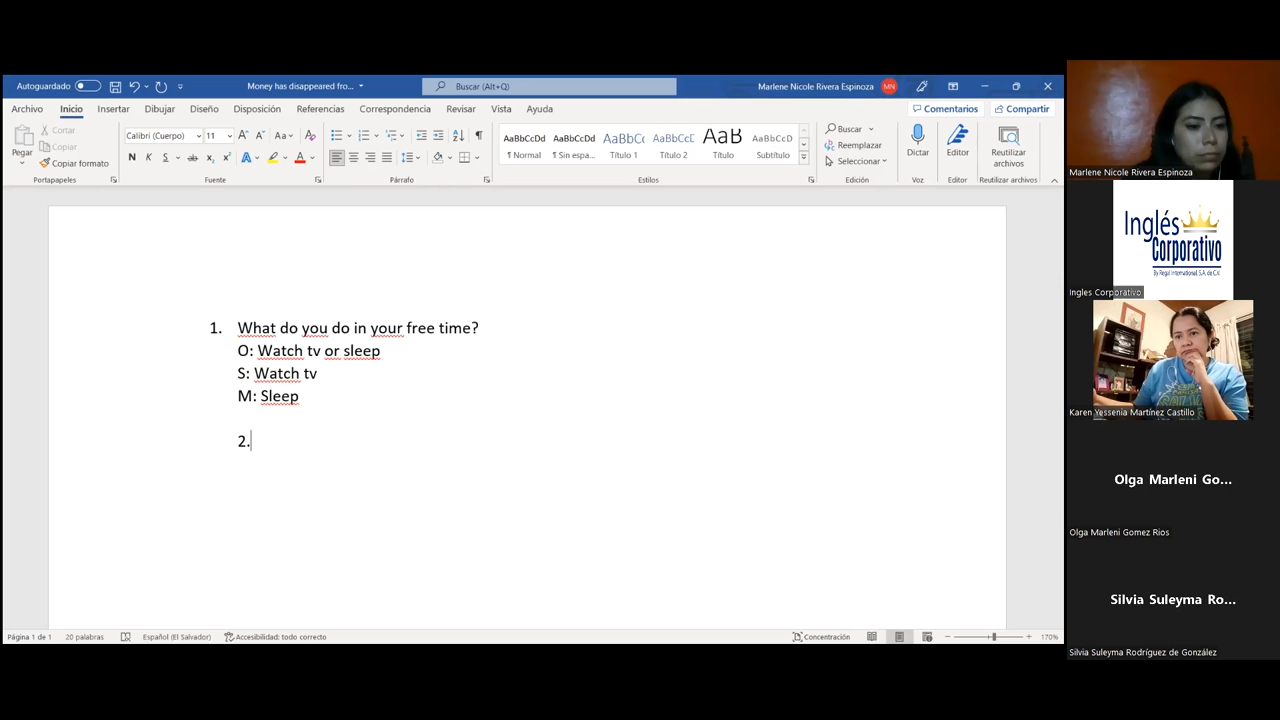 Autoguardado
Money has disappeared fro...
Buscar (Alt+Q)
Marlene Nicole Rivera Espinoza
MN
Archivo
Inicio
Insertar
Dibujar
Diseño
Disposición
Referencias
Correspondencia
Revisar
Vista
Ayuda
Comentarios
Compartir
Pegar
Cortar
Copiar
Copiar formato
Portapapeles
Calibri (Cuerpo)
11
N K S
Fuente
Párrafo
AaBbCcDd
¶ Normal
AaBbCcDd
¶ Sin espa...
AaBbCc
Título 1
AaBbCcD
Título 2
AaB
Título
AaBbCcD
Subtítulo
Estilos
Buscar
Reemplazar
Seleccionar
Edición
Dictar
Voz
Editor
Editor
Reutilizar archivos
Reutilizar archivos
1. What do you do in your free time?
O: Watch tv or sleep
S: Watch tv
M: Sleep
2.
Página 1 de 1
20 palabras
Español (El Salvador)
Accesibilidad: todo correcto
Concentración
170%
Marlene Nicole Rivera Espinoza
Inglés
Corporativo
By Regal International, S.A. de C.V.
Ingles Corporativo
Karen Yessenia Martínez Castillo
Olga Marleni Go...
Olga Marleni Gomez Rios
Silvia Suleyma Ro...
Silvia Suleyma Rodríguez de González